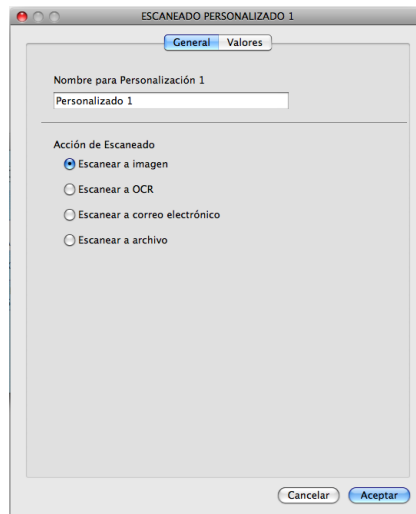 ESCANEADO PERSONALIZADO 1
General Valores
Nombre para Personalización 1
Personalizado 1
Acción de Escaneado
Escanear a imagen
Escanear a OCR
Escanear a correo electrónico
Escanear a archivo
Cancelar Aceptar